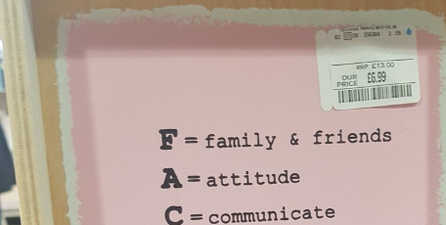 RRP £13.00
OUR
PRICE £6.99
F = family & friends
A = attitude
C = communicate